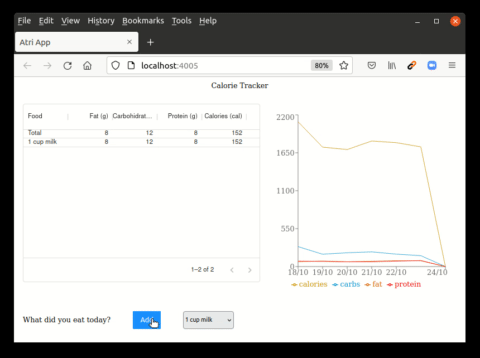 File Edit View History Bookmarks Tools Help
Atri App
localhost:4005 80%
Calorie Tracker
Food Fat (g) Carbohidrat... Protein (g) Calories (cal)
Total 8 12 8 152
1 cup milk 8 12 8 152
1–2 of 2
2200
1650
1100
550
0
18/10 19/10 20/10 21/10 22/10 24/10
calories carbs fat protein
What did you eat today? Add 1 cup milk